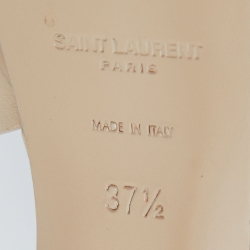 SAINT LAURENT
PARIS
MADE IN ITALY
37½